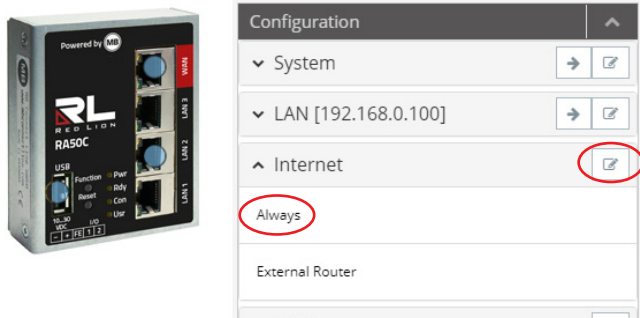 Powered by MB
WAN
LAN 3
LAN 2
LAN 1
RL
RED LION
RA50C
USB
Function
Reset
Pwr
Rdy
Con
Usr
10...30
VDC
I/O
- + FE 1 2
Configuration
System
LAN [192.168.0.100]
Internet
Always
External Router